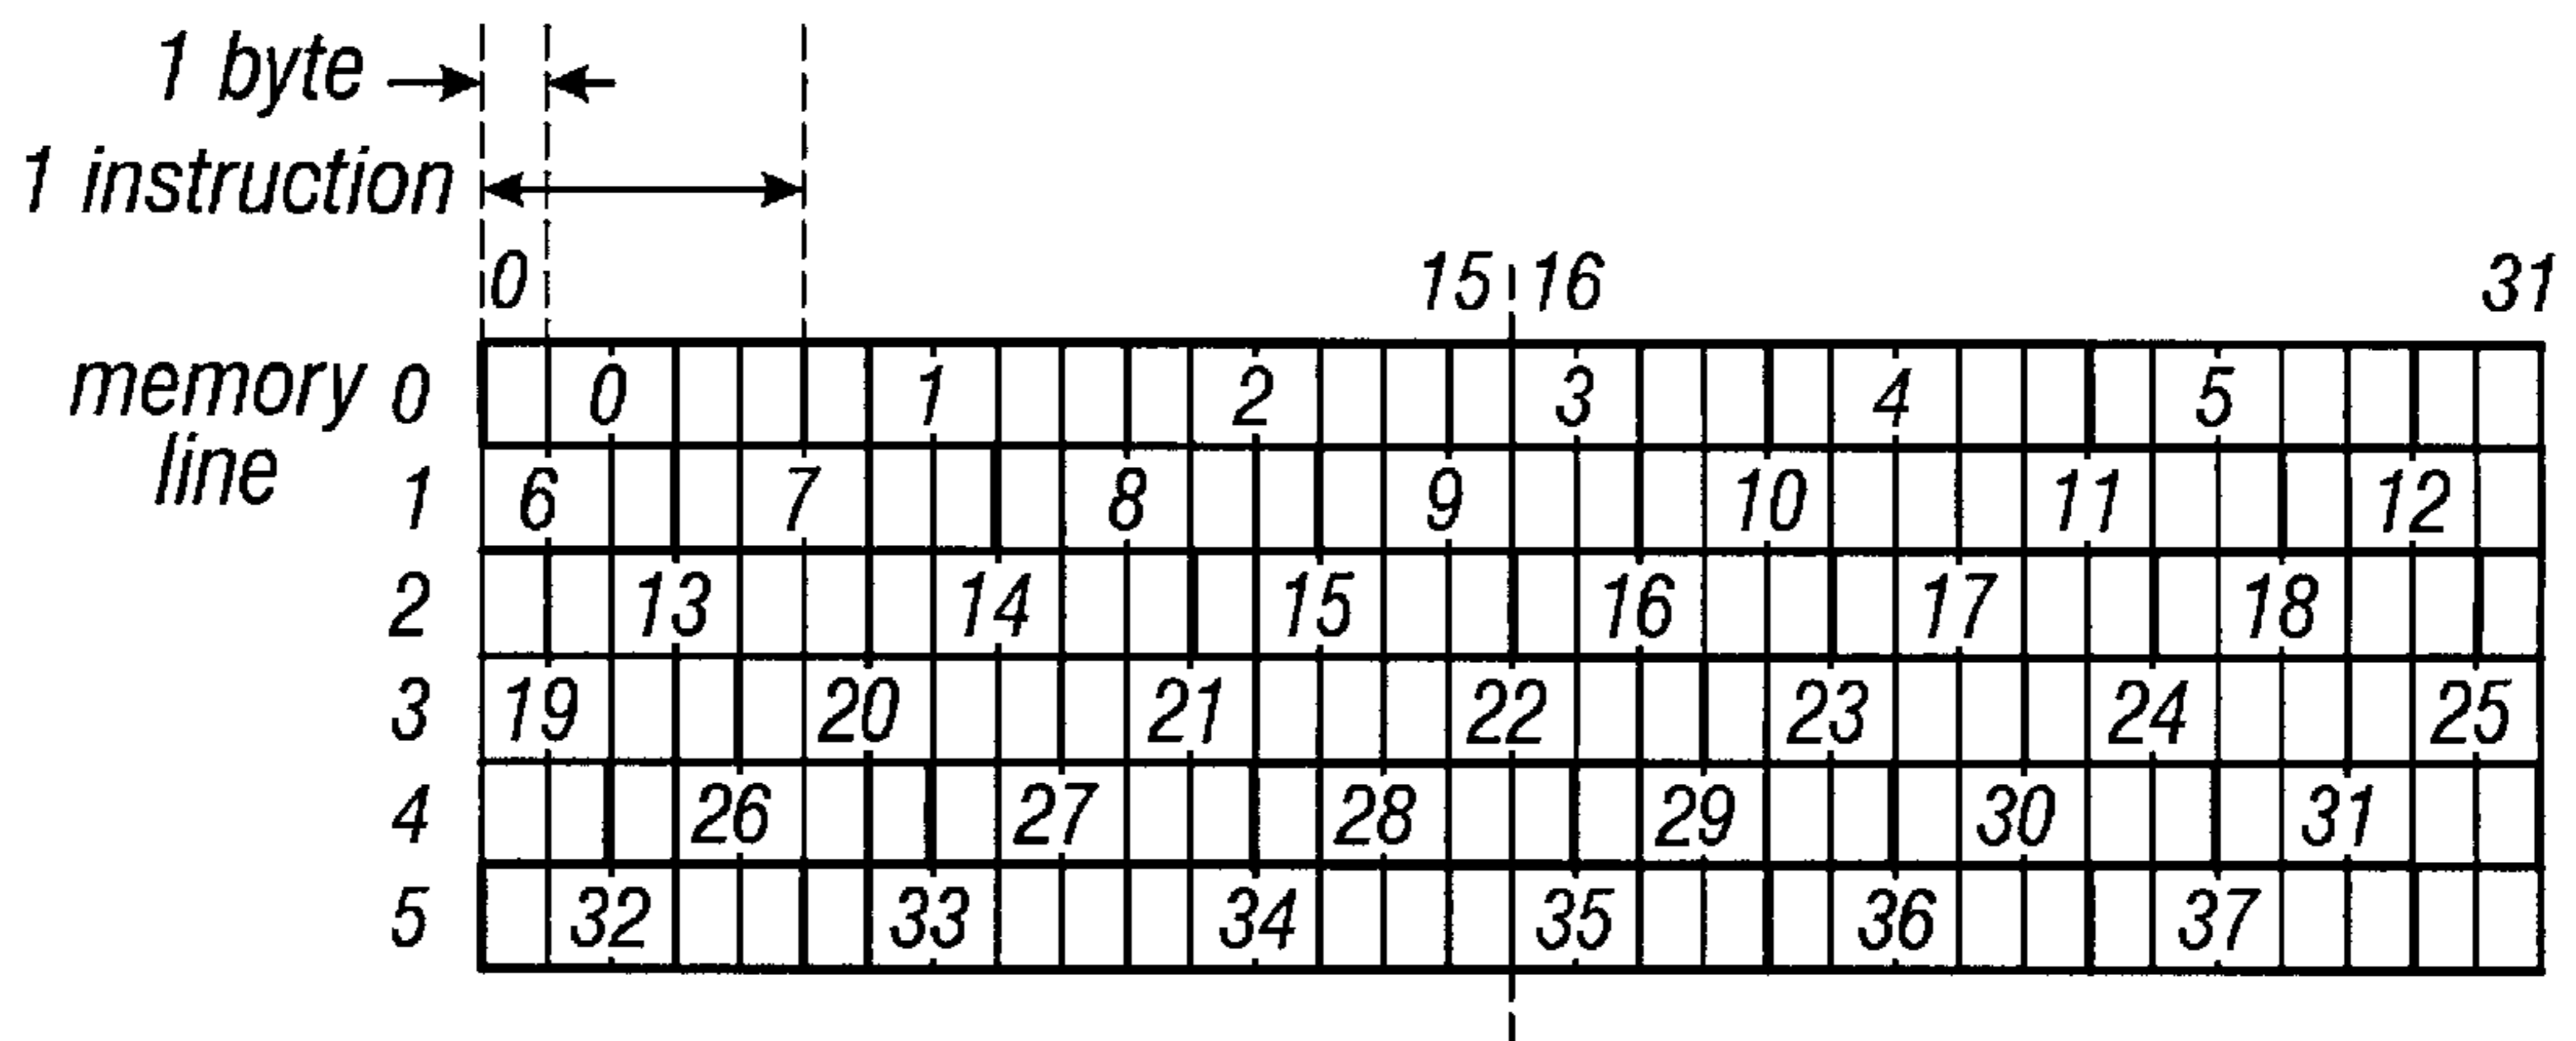 1 byte
1 instruction
0 15 16 31
memory line
0 0 1 2 3 4 5
1 6 7 8 9 10 11 12
2 13 14 15 16 17 18
3 19 20 21 22 23 24 25
4 26 27 28 29 30 31
5 32 33 34 35 36 37